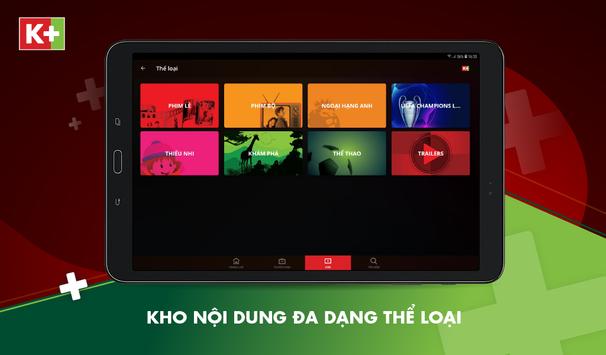 K+
Thể loại
K+
PHIM LẺ
PHIM BỘ
NGOẠI HẠNG ANH
UEFA CHAMPIONS L...
THIẾU NHI
KHÁM PHÁ
THỂ THAO
TRAILERS
KHO NỘI DUNG ĐA DẠNG THỂ LOẠI